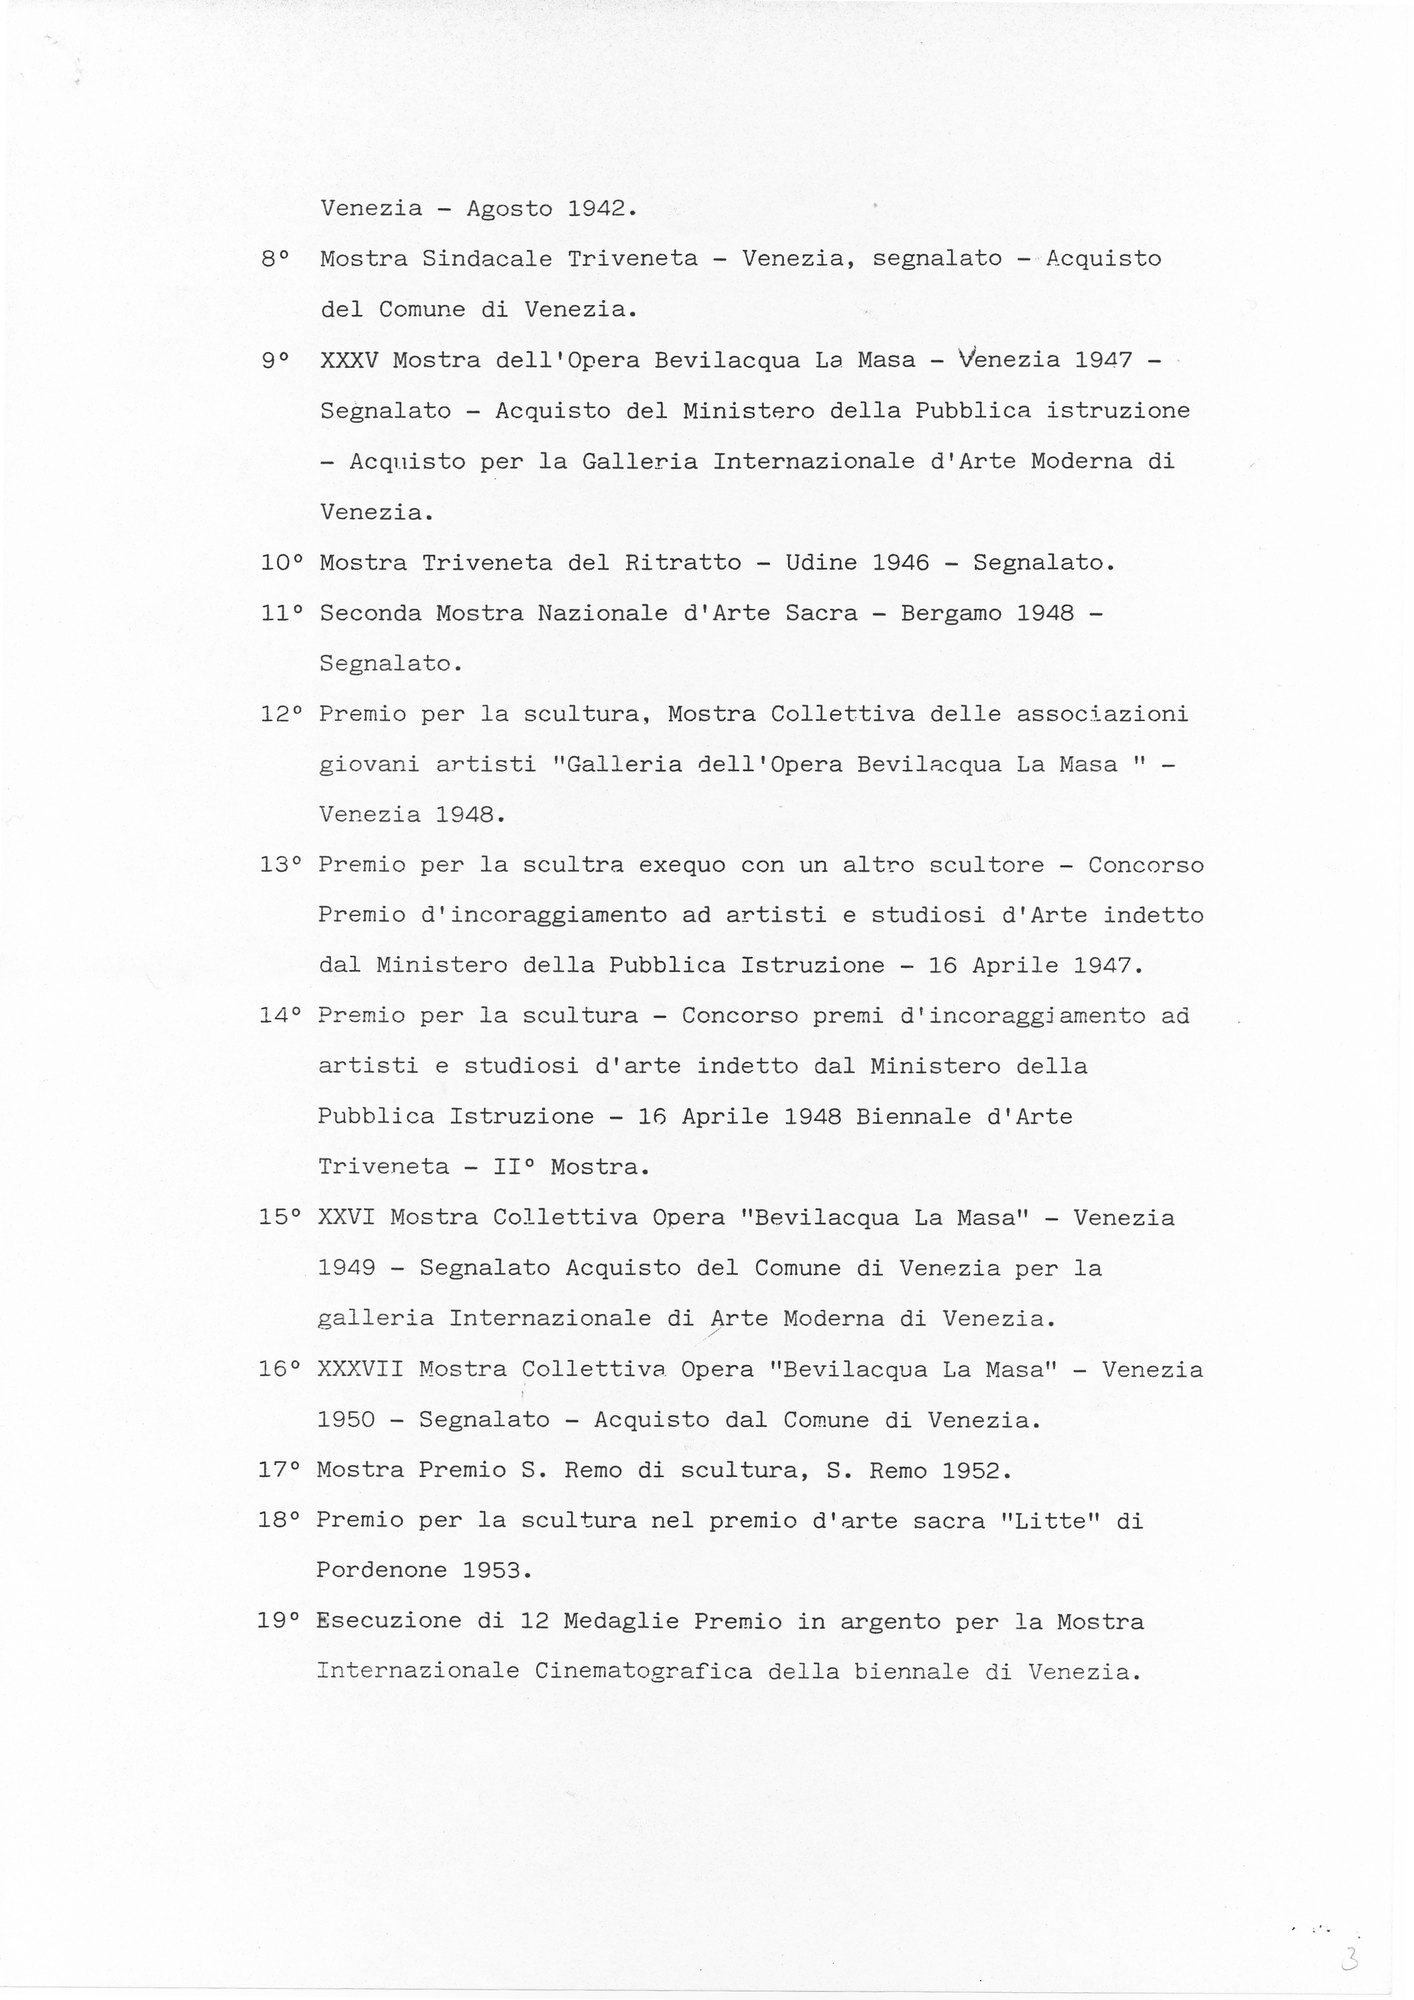 Venezia – Agosto 1942.
8° Mostra Sindacale Triveneta – Venezia, segnalato – Acquisto
del Comune di Venezia.
9° XXXV Mostra dell'Opera Bevilacqua La Masa – Venezia 1947 –
Segnalato – Acquisto del Ministero della Pubblica istruzione
– Acquisto per la Galleria Internazionale d'Arte Moderna di
Venezia.
10° Mostra Triveneta del Ritratto – Udine 1946 – Segnalato.
11° Seconda Mostra Nazionale d'Arte Sacra – Bergamo 1948 –
Segnalato.
12° Premio per la scultura, Mostra Collettiva delle associazioni
giovani artisti "Galleria dell'Opera Bevilacqua La Masa " –
Venezia 1948.
13° Premio per la scultra exequo con un altro scultore – Concorso
Premio d'incoraggiamento ad artisti e studiosi d'Arte indetto
dal Ministero della Pubblica Istruzione – 16 Aprile 1947.
14° Premio per la scultura – Concorso premi d'incoraggiamento ad
artisti e studiosi d'arte indetto dal Ministero della
Pubblica Istruzione – 16 Aprile 1948 Biennale d'Arte
Triveneta – II° Mostra.
15° XXVI Mostra Collettiva Opera "Bevilacqua La Masa" – Venezia
1949 – Segnalato Acquisto del Comune di Venezia per la
galleria Internazionale di Arte Moderna di Venezia.
16° XXXVII Mostra Collettiva Opera "Bevilacqua La Masa" – Venezia
1950 – Segnalato – Acquisto dal Comune di Venezia.
17° Mostra Premio S. Remo di scultura, S. Remo 1952.
18° Premio per la scultura nel premio d'arte sacra "Litte" di
Pordenone 1953.
19° Esecuzione di 12 Medaglie Premio in argento per la Mostra
Internazionale Cinematografica della biennale di Venezia.
3